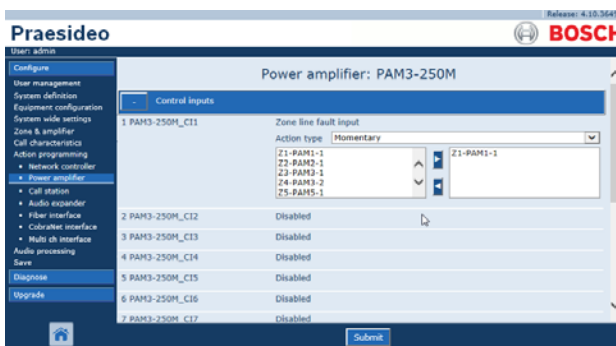 Release: 4.10.3645
Praesideo
BOSCH
User: admin
Configure
User management
System definition
Equipment configuration
System wide settings
Zone & amplifier
Call characteristics
Action programming
Network controller
Power amplifier
Call station
Audio expander
Fiber interface
CobraNet interface
Multi ch interface
Audio processing
Save
Diagnose
Upgrade
Power amplifier: PAM3-250M
- Control inputs
1 PAM3-250M_CI1 Zone line fault input
Action type Momentary
Z1-PAM1-1
Z2-PAM2-1
Z3-PAM3-1
Z4-PAM3-2
Z5-PAM5-1
Z1-PAM1-1
2 PAM3-250M_CI2 Disabled
3 PAM3-250M_CI3 Disabled
4 PAM3-250M_CI4 Disabled
5 PAM3-250M_CI5 Disabled
6 PAM3-250M_CI6 Disabled
7 PAM3-250M_CI7 Disabled
Submit